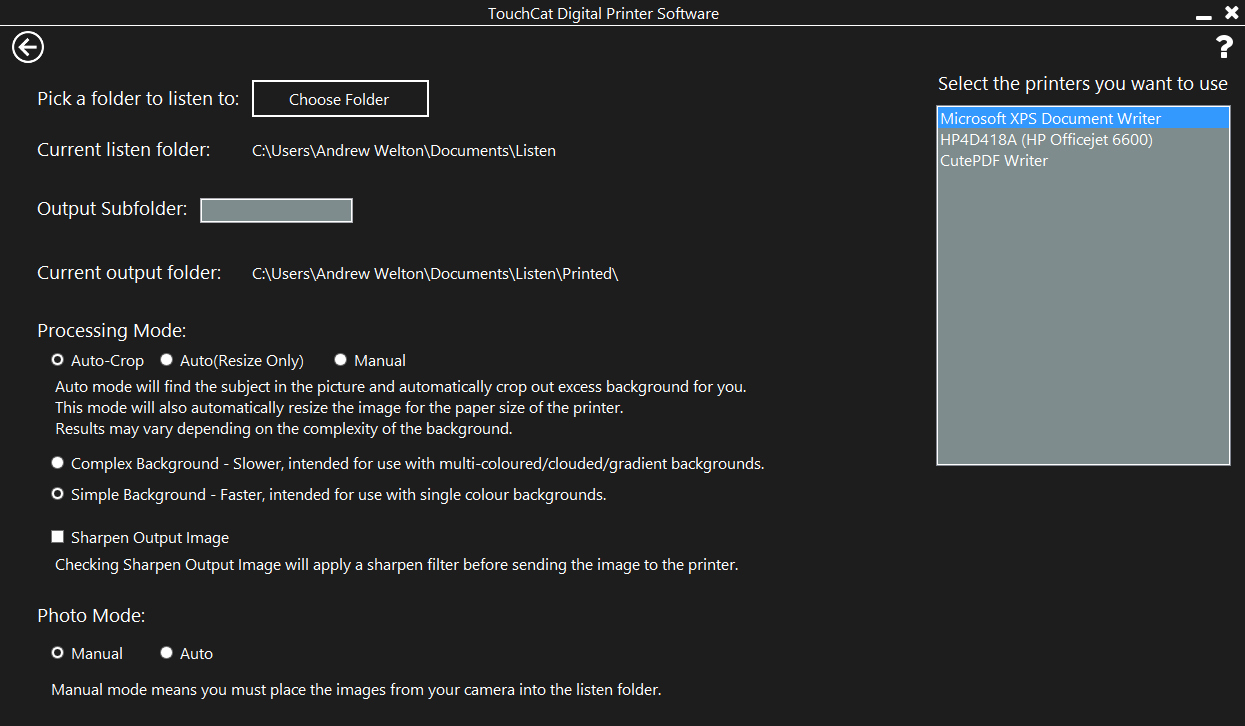 TouchCat Digital Printer Software
?
Pick a folder to listen to: Choose Folder
Select the printers you want to use
Current listen folder: C:\Users\Andrew Welton\Documents\Listen
Microsoft XPS Document Writer
HP4D418A (HP Officejet 6600)
CutePDF Writer
Output Subfolder:
Current output folder: C:\Users\Andrew Welton\Documents\Listen\Printed\
Processing Mode:
Auto-Crop Auto(Resize Only) Manual
Auto mode will find the subject in the picture and automatically crop out excess background for you.
This mode will also automatically resize the image for the paper size of the printer.
Results may vary depending on the complexity of the background.
Complex Background - Slower, intended for use with multi-coloured/clouded/gradient backgrounds.
Simple Background - Faster, intended for use with single colour backgrounds.
Sharpen Output Image
Checking Sharpen Output Image will apply a sharpen filter before sending the image to the printer.
Photo Mode:
Manual Auto
Manual mode means you must place the images from your camera into the listen folder.